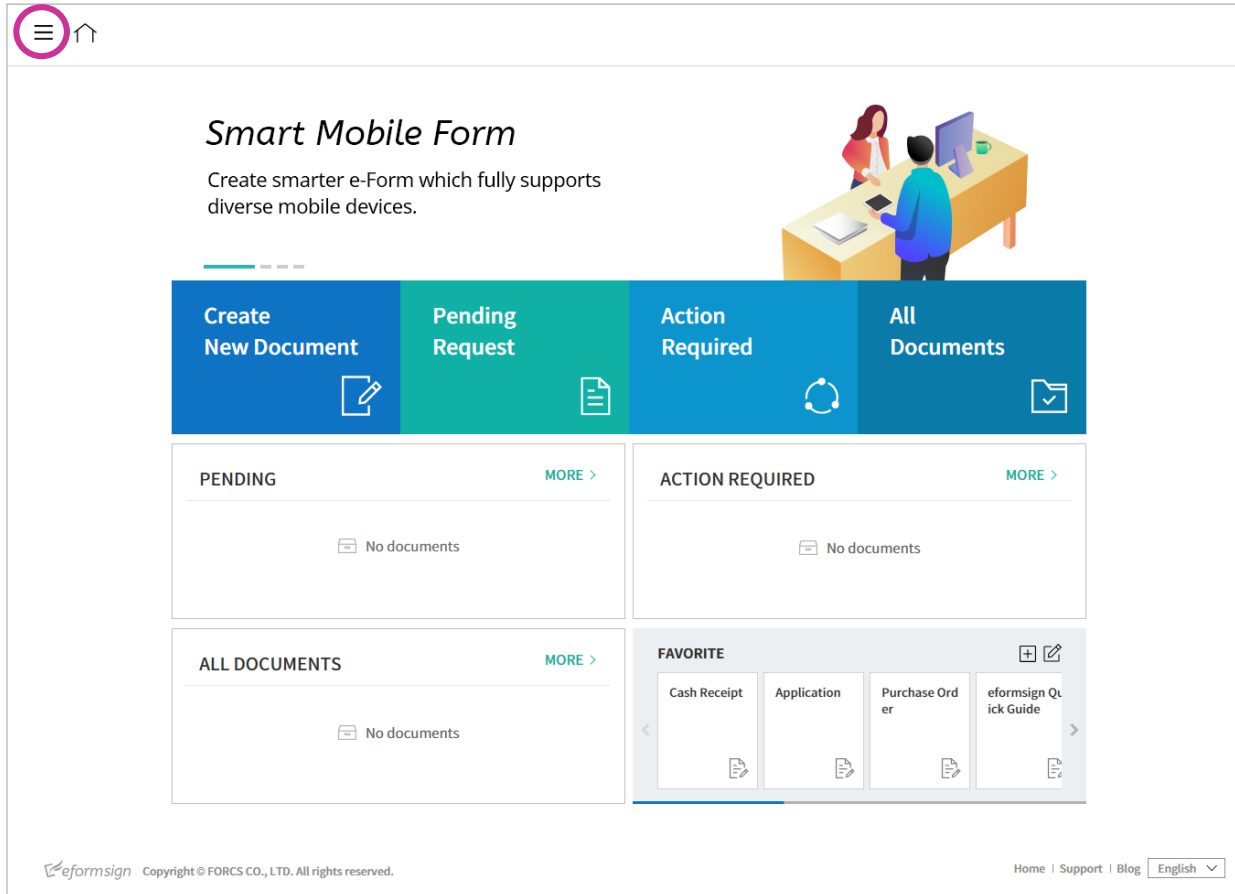 Smart Mobile Form
Create smarter e-Form which fully supports
diverse mobile devices.
Create
New Document
Pending
Request
Action
Required
All
Documents
PENDING
MORE >
No documents
ACTION REQUIRED
MORE >
No documents
ALL DOCUMENTS
MORE >
No documents
FAVORITE
Cash Receipt
Application
Purchase Ord
er
eformsign Qu
ick Guide
eformsign Copyright © FORCS CO., LTD. All rights reserved.
Home | Support | Blog English